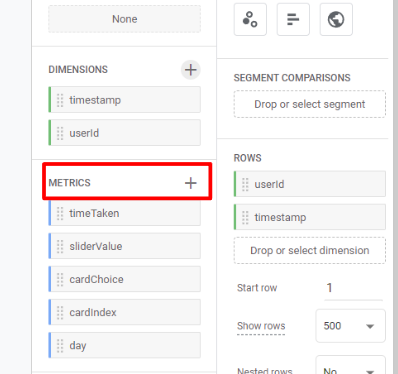 None
DIMENSIONS
timestamp
userId
METRICS
timeTaken
sliderValue
cardChoice
cardIndex
day
SEGMENT COMPARISONS
Drop or select segment
ROWS
userId
timestamp
Drop or select dimension
Start row 1
Show rows 500
Nested rows No